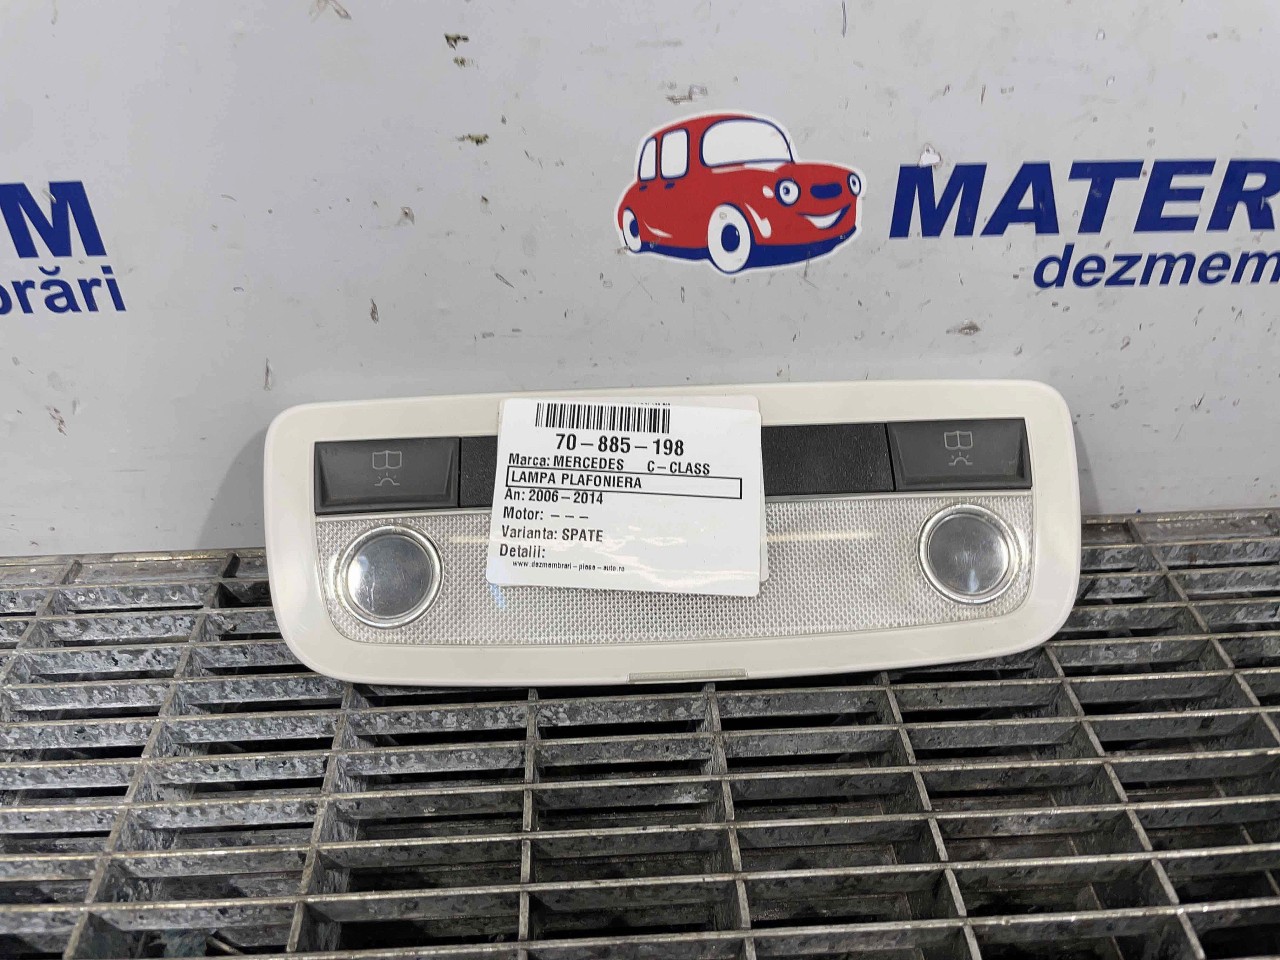 M
orări
MATER
dezmem
70-885-198
Marca: MERCEDES C-CLASS
LAMPA PLAFONIERA
An: 2006-2014
Motor: - - -
Varianta: SPATE
Detalii:
www.dezmembrari-piese-auto.ro